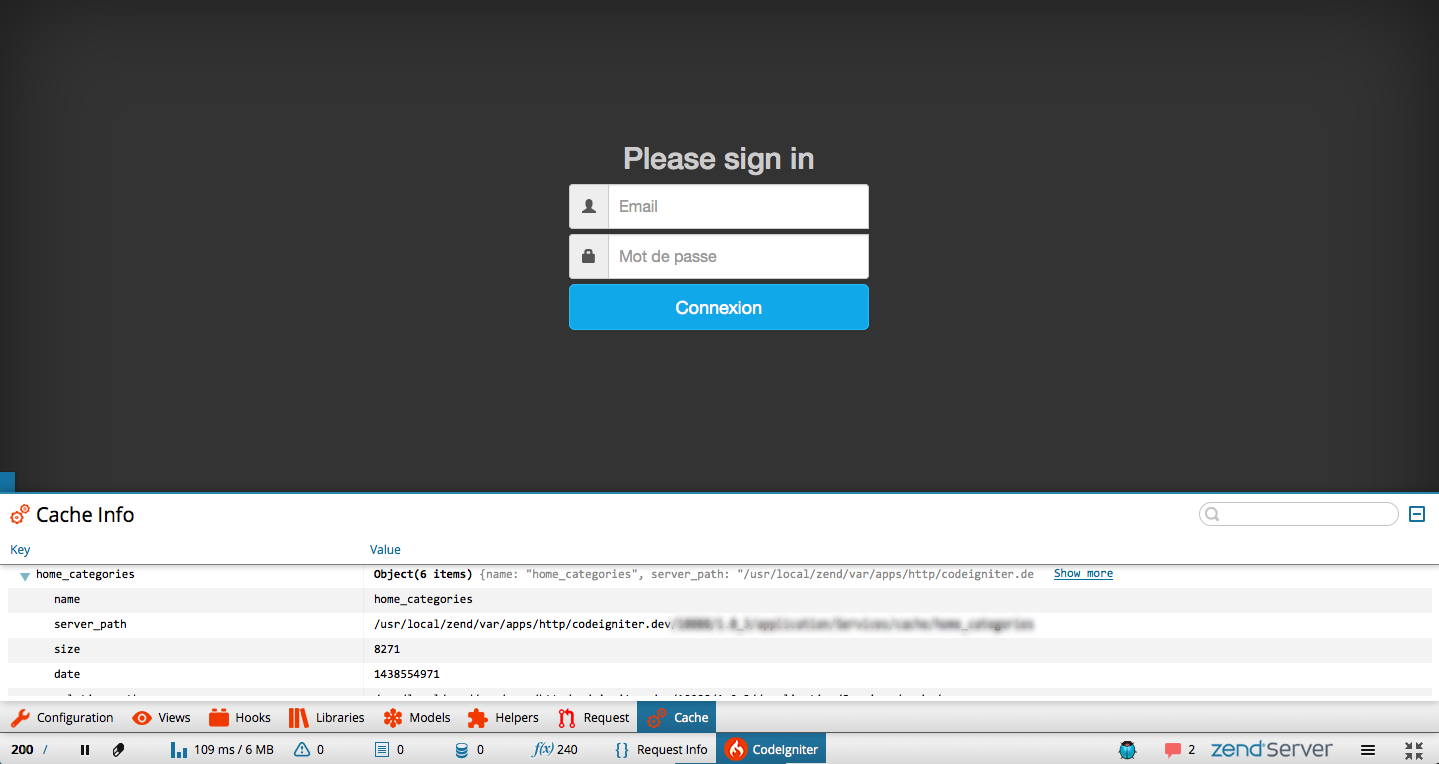 Please sign in
Email
Mot de passe
Connexion
Cache Info
Key Value
home_categories Object(6 items) {name: "home_categories", server_path: "/usr/local/zend/var/apps/http/codeigniter.de Show more
name home_categories
server_path /usr/local/zend/var/apps/http/codeigniter.dev
size 8271
date 1438554971
Configuration Views Hooks Libraries Models Helpers Request Cache
200 / 109 ms / 6 MB 0 0 0 f(x) 240 {} Request Info CodeIgniter 2 zend Server